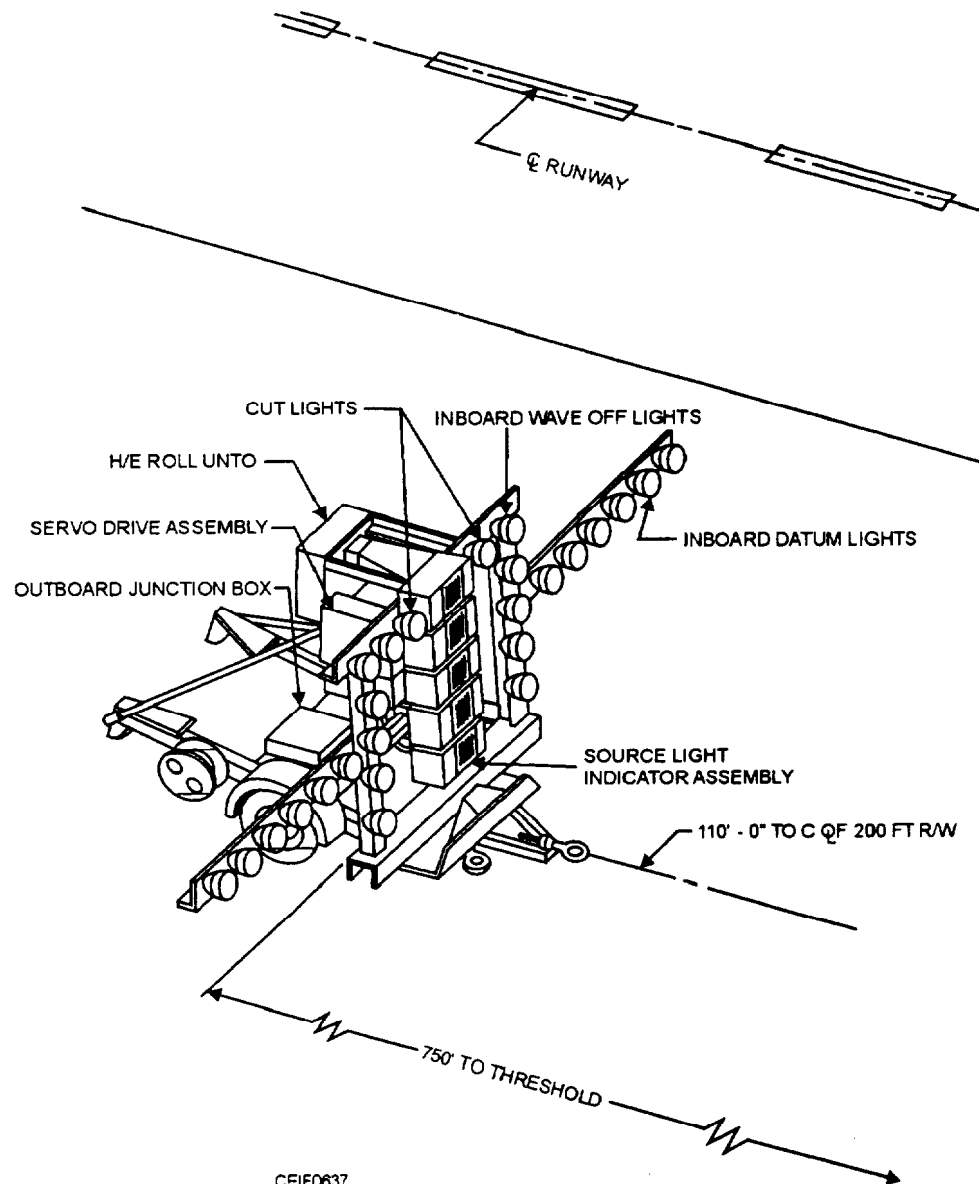 ℄ RUNWAY
CUT LIGHTS
INBOARD WAVE OFF LIGHTS
H/E ROLL UNTO
SERVO DRIVE ASSEMBLY
INBOARD DATUM LIGHTS
OUTBOARD JUNCTION BOX
SOURCE LIGHT
INDICATOR ASSEMBLY
110' - 0" TO C ℄F 200 FT R/W
750' TO THRESHOLD
CEIF0637